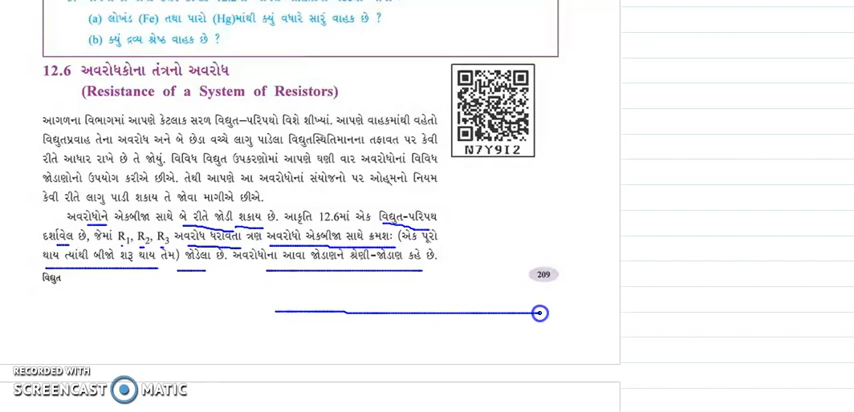 (a) લોખંડ (Fe) તથા પારો (Hg)માંથી ક્યું વધારે સારું વાહક છે ?
(b) ક્યું દ્રવ્ય શ્રેષ્ઠ વાહક છે ?
12.6 અવરોધકોના તંત્રનો અવરોધ
(Resistance of a System of Resistors)
આગળના વિભાગમાં આપણે કેટલાક સરળ વિદ્યુત–પરિપથો વિશે શીખ્યાં. આપણે વાહકમાંથી વહેતો
વિદ્યુતપ્રવાહ તેના અવરોધ અને બે છેડા વચ્ચે લાગુ પાડેલા વિદ્યુતસ્થિતિમાનના તફાવત પર કેવી
રીતે આધાર રાખે છે તે જોયું. વિવિધ વિદ્યુત ઉપકરણોમાં આપણે ઘણી વાર અવરોધોનાં વિવિધ
જોડાણોનો ઉપયોગ કરીએ છીએ. તેથી આપણે આ અવરોધોનાં સંયોજનો પર ઓહ્મનો નિયમ
કેવી રીતે લાગુ પાડી શકાય તે જોવા માગીએ છીએ.
N7Y9I2
અવરોધોને એકબીજા સાથે બે રીતે જોડી શકાય છે. આકૃતિ 12.6માં એક વિદ્યુત–પરિપથ
દર્શાવેલ છે, જેમાં R1, R2, R3 અવરોધ ધરાવતા ત્રણ અવરોધો એકબીજા સાથે ક્રમશઃ (એક પૂરો
થાય ત્યાંથી બીજો શરૂ થાય તેમ) જોડેલા છે. અવરોધોના આવા જોડાણને શ્રેણી–જોડાણ કહે છે.
વિદ્યુત
209
RECORDED WITH
SCREENCAST MATIC